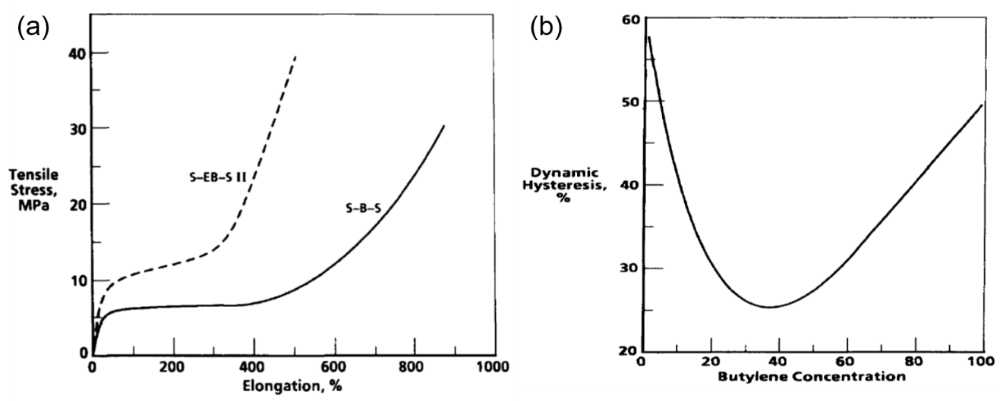 (a)
40
30
20
10
0
Tensile
Stress,
MPa
S-EB-S II
S-B-S
0 200 400 600 800 1000
Elongation, %
(b)
60
50
40
30
20
Dynamic
Hysteresis,
%
0 20 40 60 80 100
Butylene Concentration